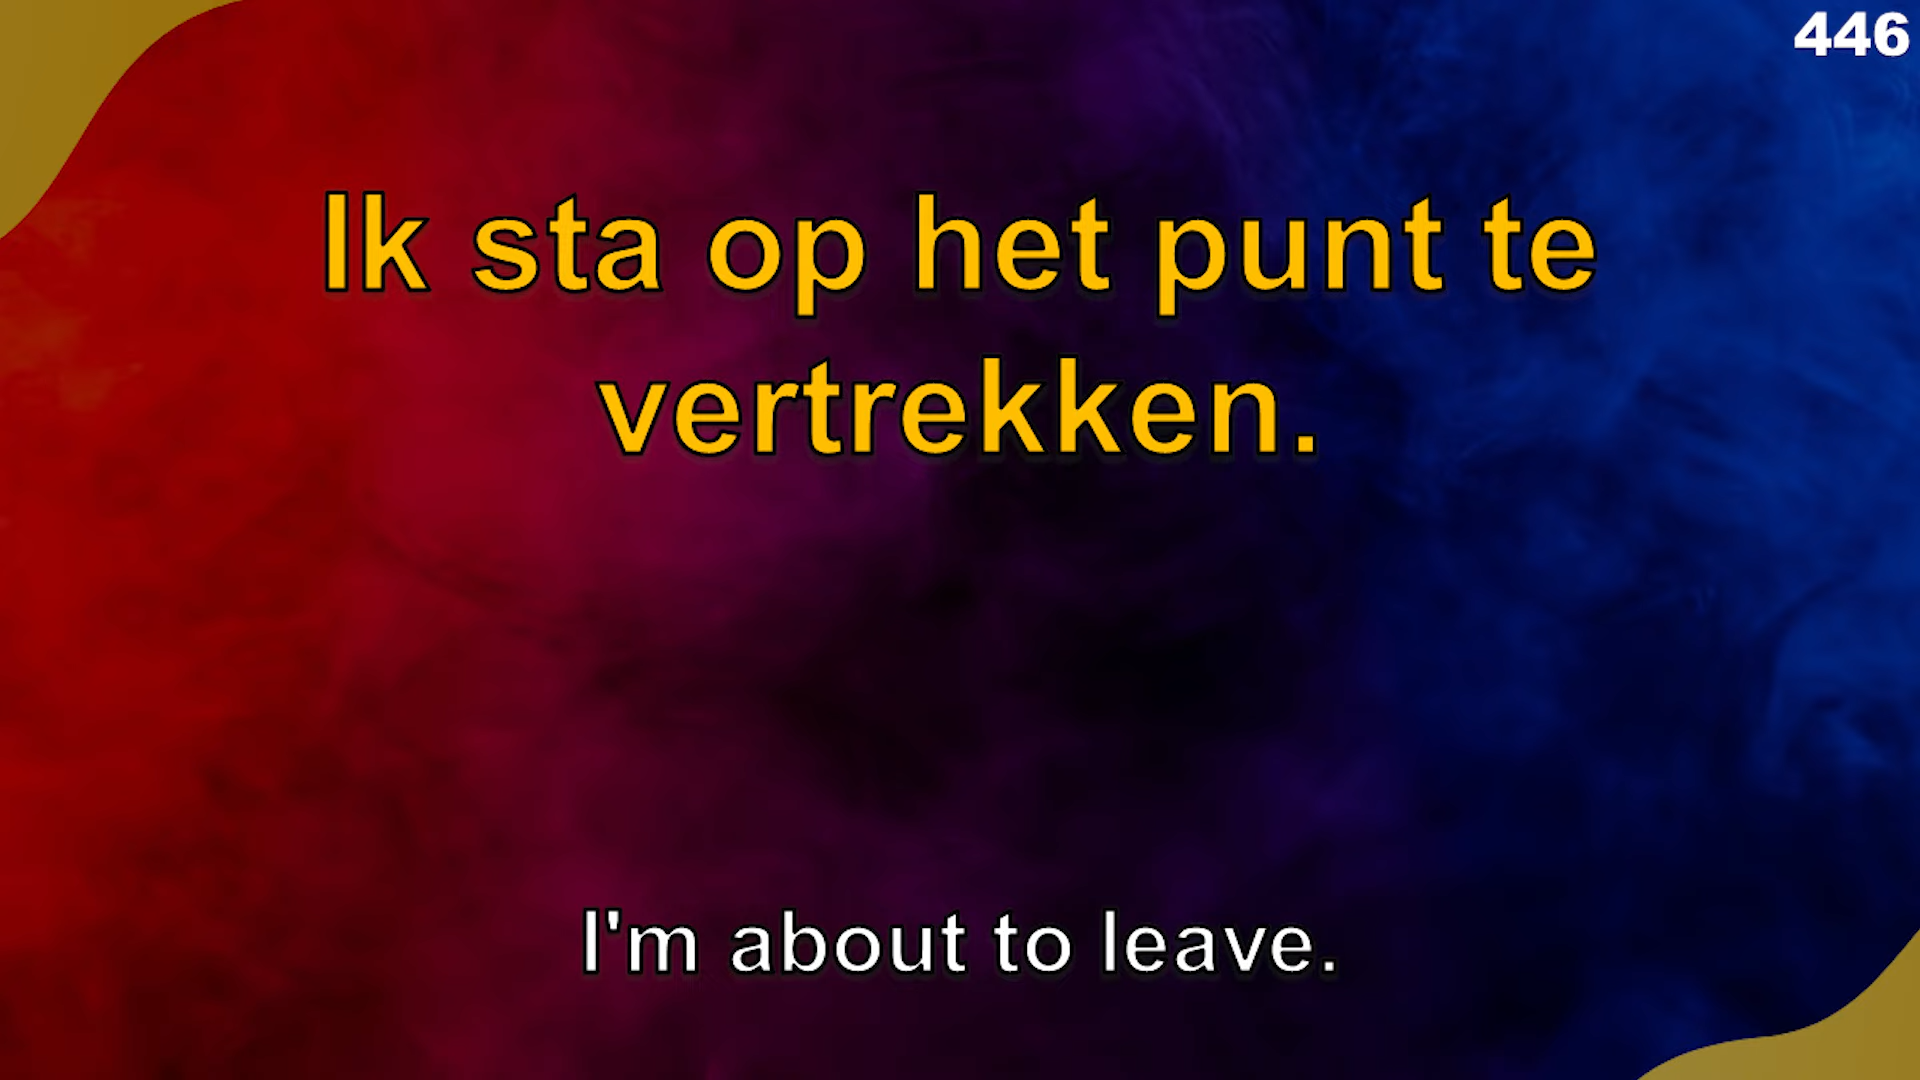 446
Ik sta op het punt te
vertrekken.
I'm about to leave.